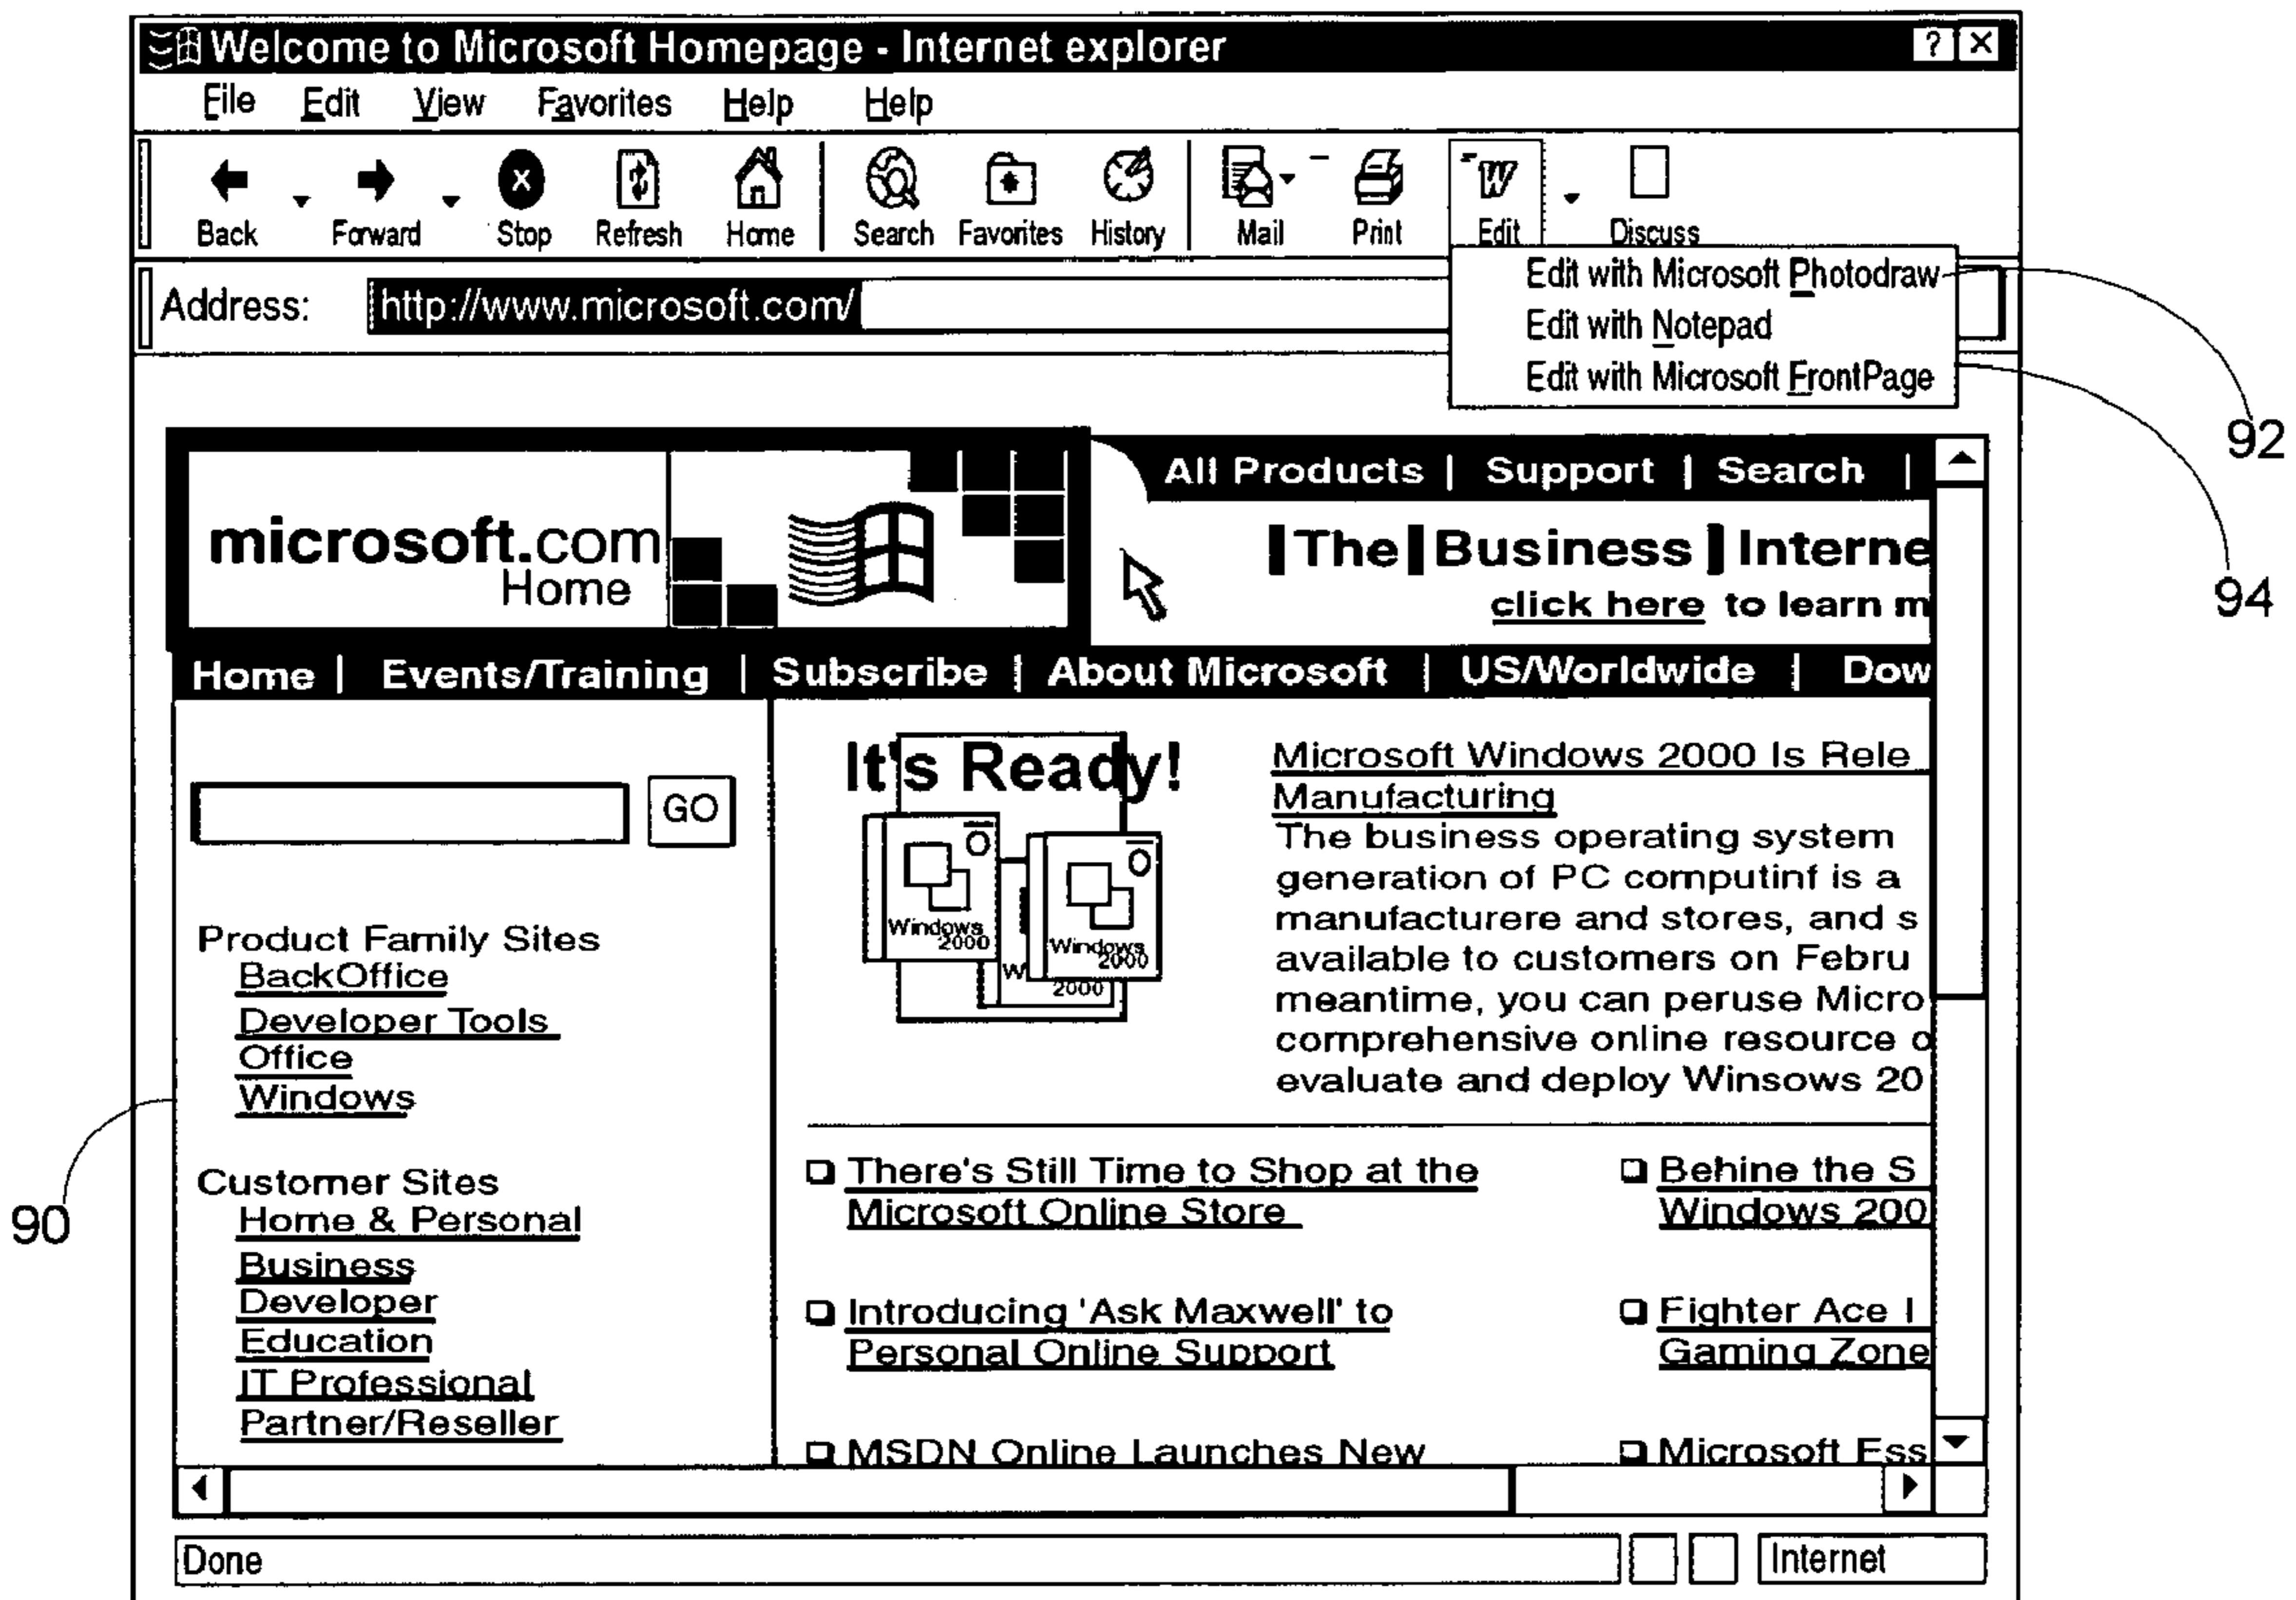 Welcome to Microsoft Homepage - Internet explorer ? X
File Edit View Favorites Help Help
Back Forward Stop Refresh Home Search Favorites History Mail Print Edit Discuss
Edit with Microsoft Photodraw
Address: http://www.microsoft.com/
Edit with Notepad
Edit with Microsoft FrontPage
92
94
All Products | Support | Search |
microsoft.com
Home
The Business Interne
click here to learn m
Home | Events/Training | Subscribe | About Microsoft | US/Worldwide | Dow
GO
Product Family Sites
BackOffice
Developer Tools
Office
Windows
90
Customer Sites
Home & Personal
Business
Developer
Education
IT Professional
Partner/Reseller
It's Ready!
Windows
2000
Windows
2000
W
2000
Microsoft Windows 2000 Is Rele
Manufacturing
The business operating system
generation of PC computinf is a
manufacturere and stores, and s
available to customers on Febru
meantime, you can peruse Micro
comprehensive online resource o
evaluate and deploy Winsows 20
There's Still Time to Shop at the
Microsoft Online Store
Behine the S
Windows 200
Introducing 'Ask Maxwell' to
Personal Online Support
Fighter Ace I
Gaming Zone
MSDN Online Launches New
Microsoft Ess
Done
Internet